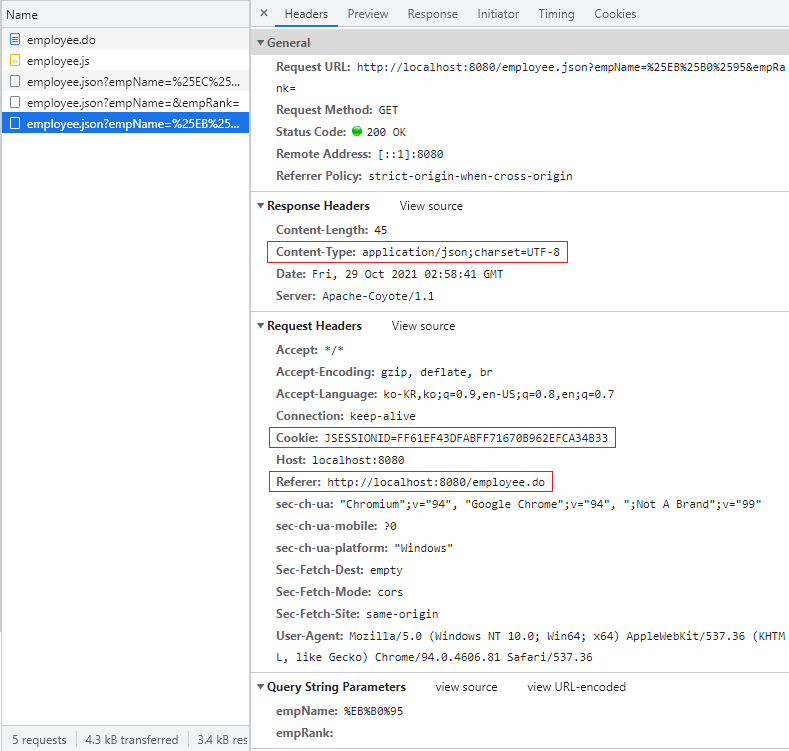 Name
employee.do
employee.js
employee.json?empName=%25EC%25...
employee.json?empName=&empRank=
employee.json?empName=%25EB%25...
5 requests 4.3 kB transferred 3.4 kB res
× Headers Preview Response Initiator Timing Cookies
▼General
Request URL: http://localhost:8080/employee.json?empName=%25EB%25B0%2595&empRa
nk=
Request Method: GET
Status Code: 200 OK
Remote Address: [::1]:8080
Referrer Policy: strict-origin-when-cross-origin
▼Response Headers View source
Content-Length: 45
Content-Type: application/json;charset=UTF-8
Date: Fri, 29 Oct 2021 02:58:41 GMT
Server: Apache-Coyote/1.1
▼Request Headers View source
Accept: */*
Accept-Encoding: gzip, deflate, br
Accept-Language: ko-KR,ko;q=0.9,en-US;q=0.8,en;q=0.7
Connection: keep-alive
Cookie: JSESSIONID=FF61EF43DFABFF71670B962EFCA34B33
Host: localhost:8080
Referer: http://localhost:8080/employee.do
sec-ch-ua: "Chromium";v="94", "Google Chrome";v="94", ";Not A Brand";v="99"
sec-ch-ua-mobile: ?0
sec-ch-ua-platform: "Windows"
Sec-Fetch-Dest: empty
Sec-Fetch-Mode: cors
Sec-Fetch-Site: same-origin
User-Agent: Mozilla/5.0 (Windows NT 10.0; Win64; x64) AppleWebKit/537.36 (KHTM
L, like Gecko) Chrome/94.0.4606.81 Safari/537.36
▼Query String Parameters view source view URL-encoded
empName: %EB%B0%95
empRank: